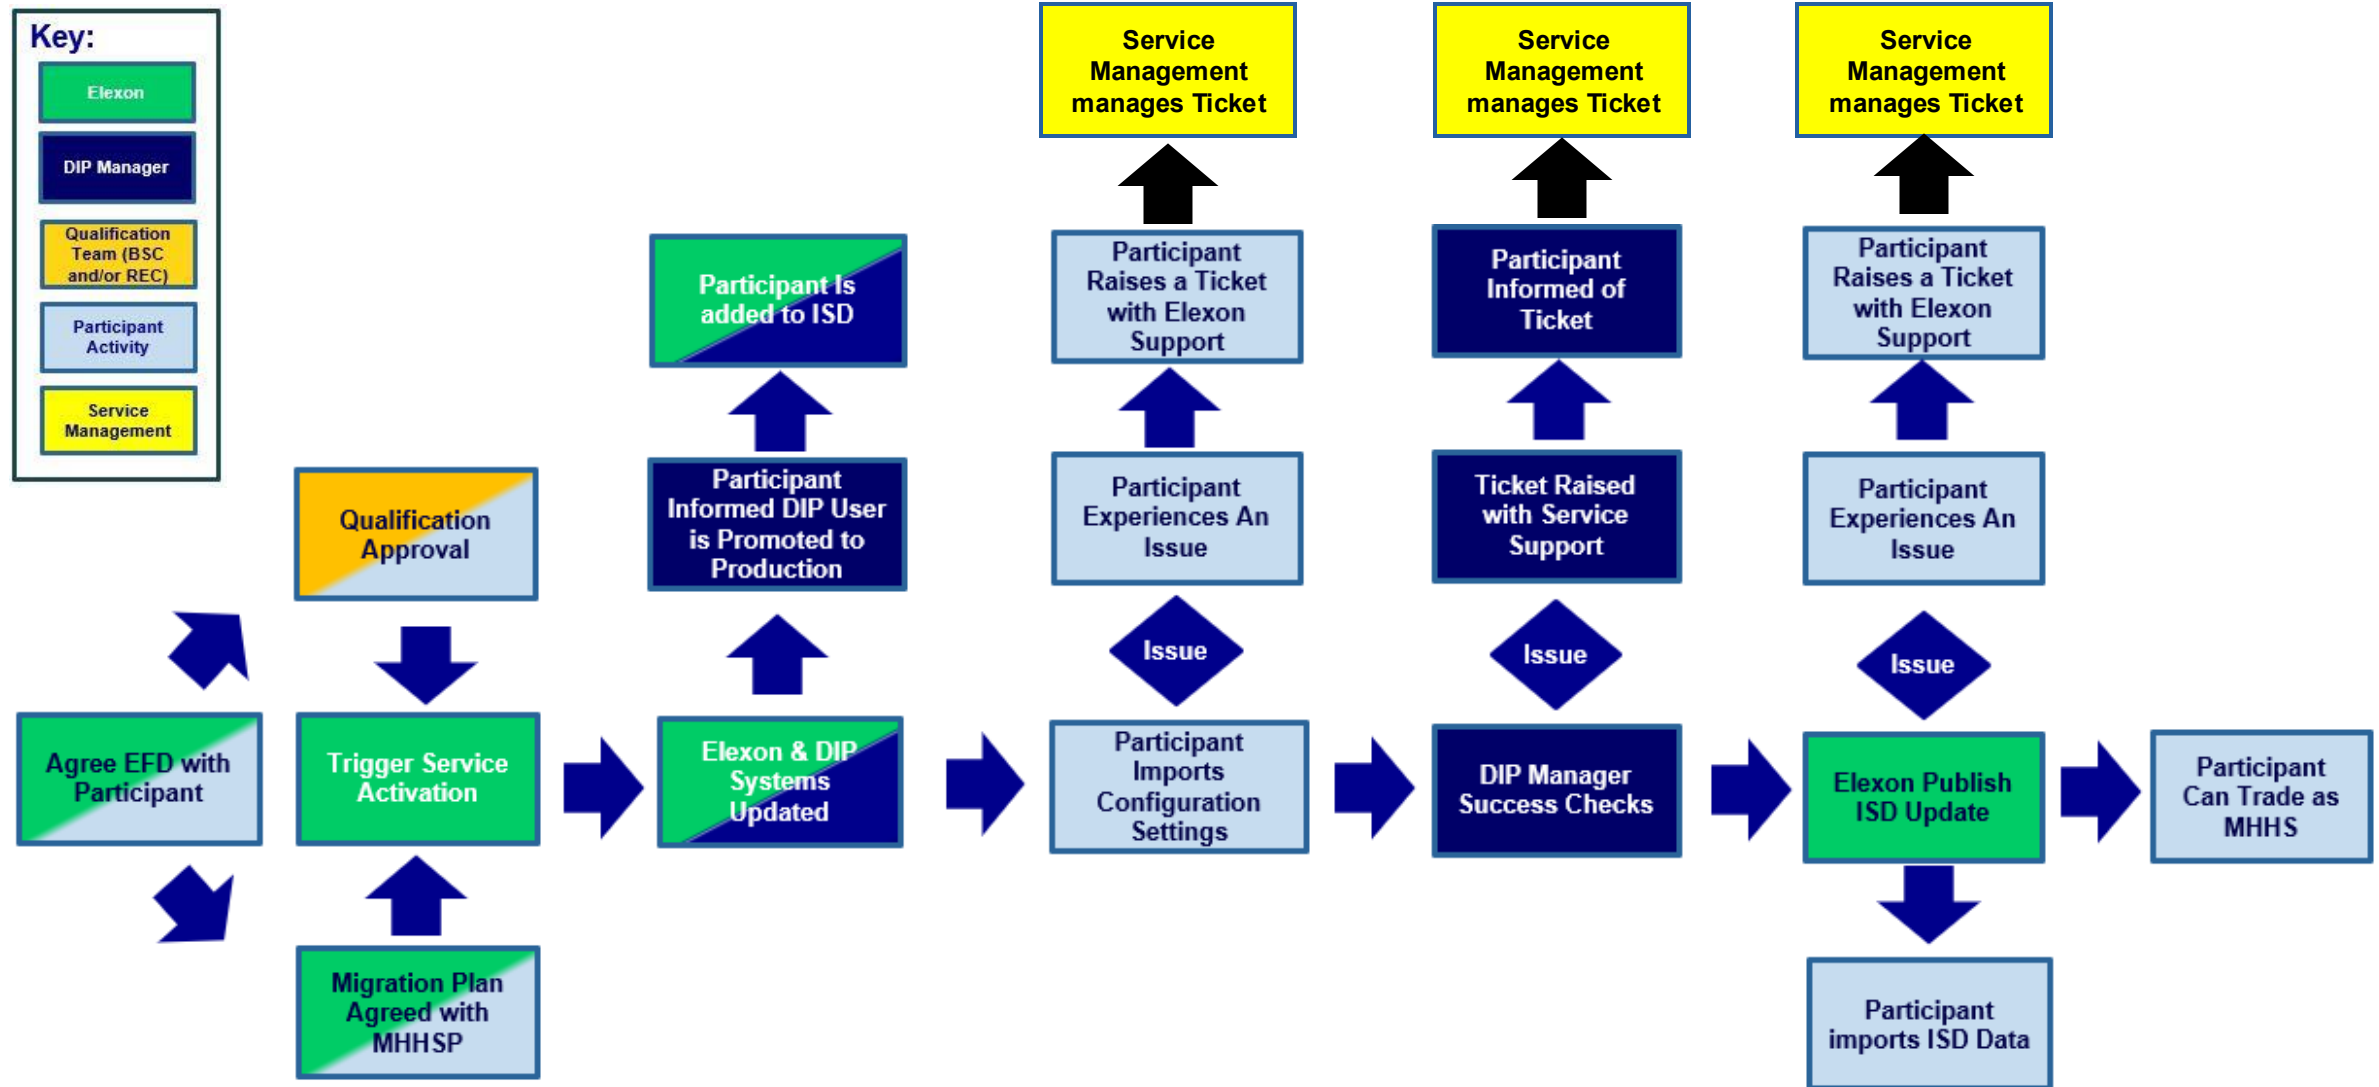 Key:
Elexon
DIP Manager
Qualification
Team (BSC
and/or REC)
Participant
Activity
Service
Management
Service
Management
manages Ticket
Service
Management
manages Ticket
Service
Management
manages Ticket
Participant Is
added to ISD
Participant
Raises a Ticket
with Elexon
Support
Participant
Informed of
Ticket
Participant
Raises a Ticket
with Elexon
Support
Qualification
Approval
Participant
Informed DIP User
is Promoted to
Production
Participant
Experiences An
Issue
Ticket Raised
with Service
Support
Participant
Experiences An
Issue
Issue
Issue
Issue
Agree EFD with
Participant
Trigger Service
Activation
Elexon & DIP
Systems
Updated
Participant
Imports
Configuration
Settings
DIP Manager
Success Checks
Elexon Publish
ISD Update
Participant
Can Trade as
MHHS
Migration Plan
Agreed with
MHHSP
Participant
imports ISD Data